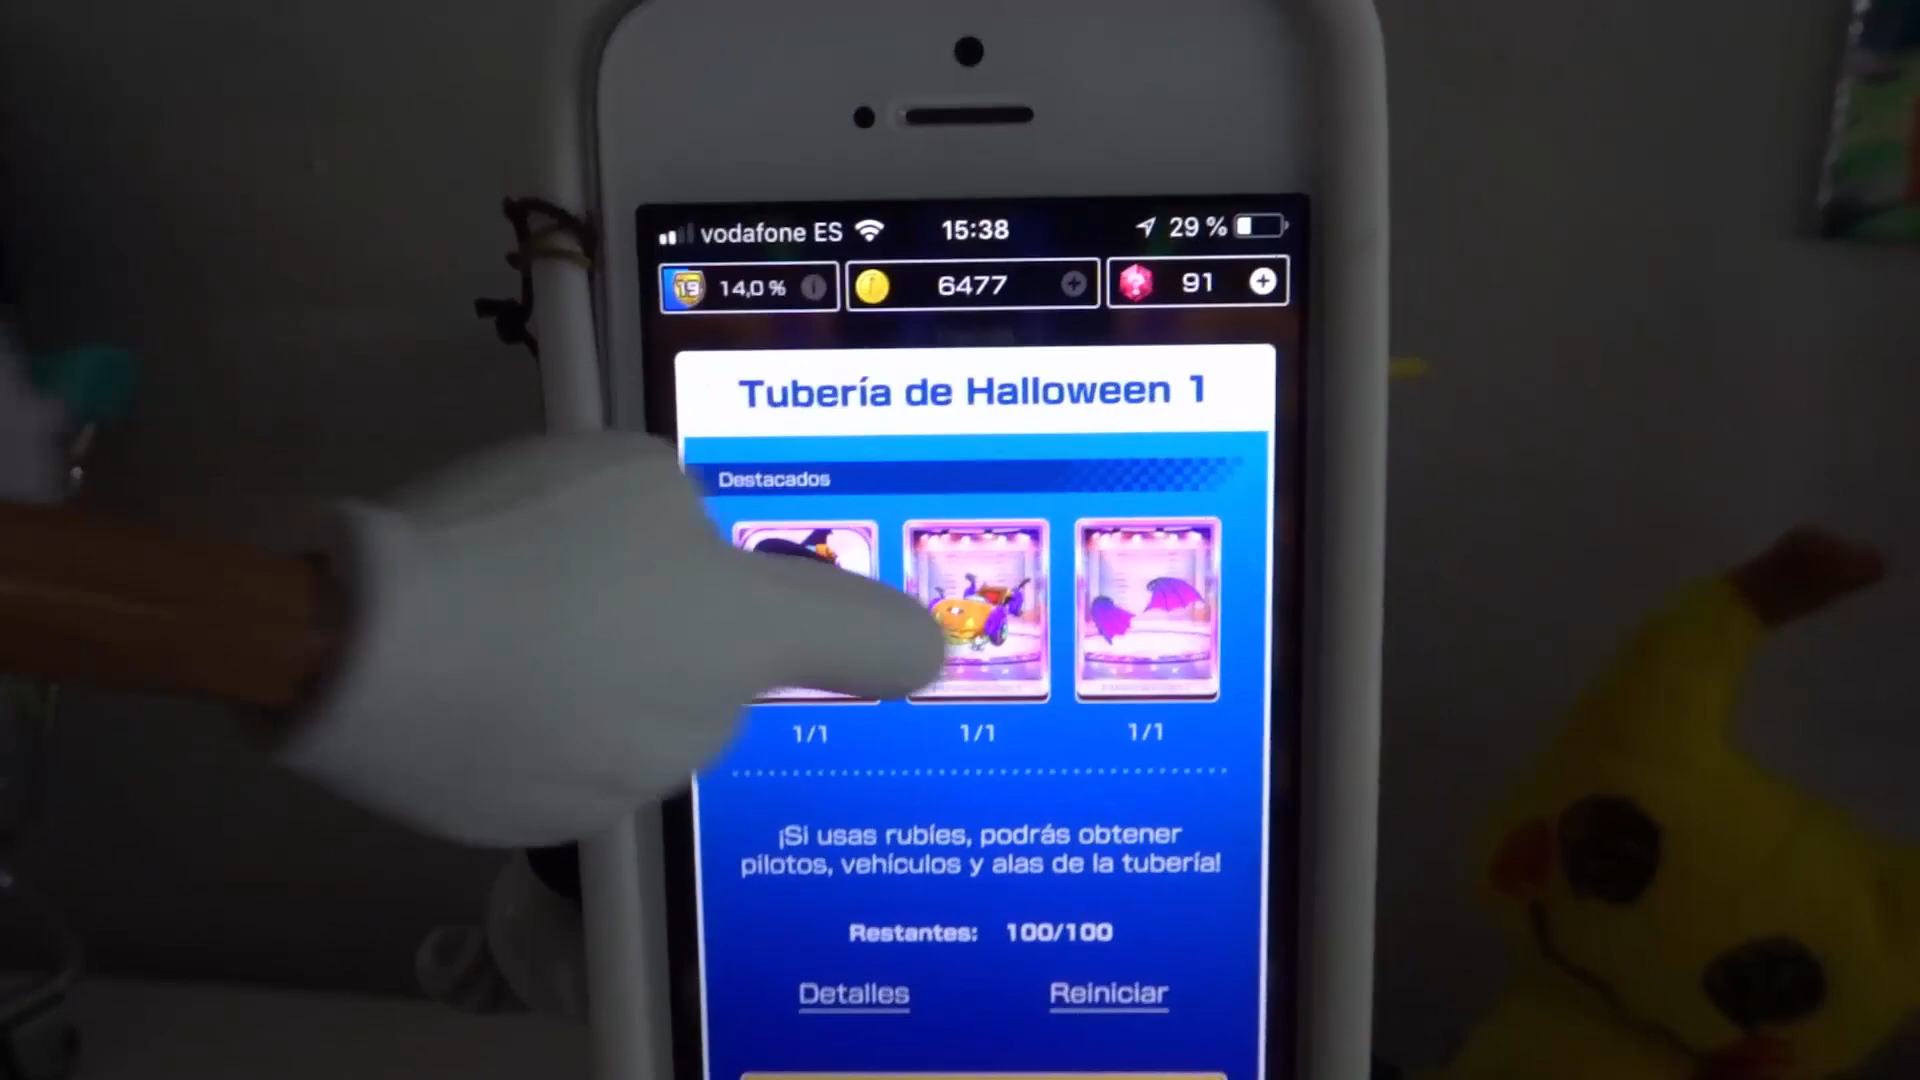 vodafone ES 15:38 29 %
19 14,0 % 6477 91
Tubería de Halloween 1
Destacados
1/1 1/1 1/1
¡Si usas rubíes, podrás obtener
pilotos, vehículos y alas de la tubería!
Restantes: 100/100
Detalles Reiniciar